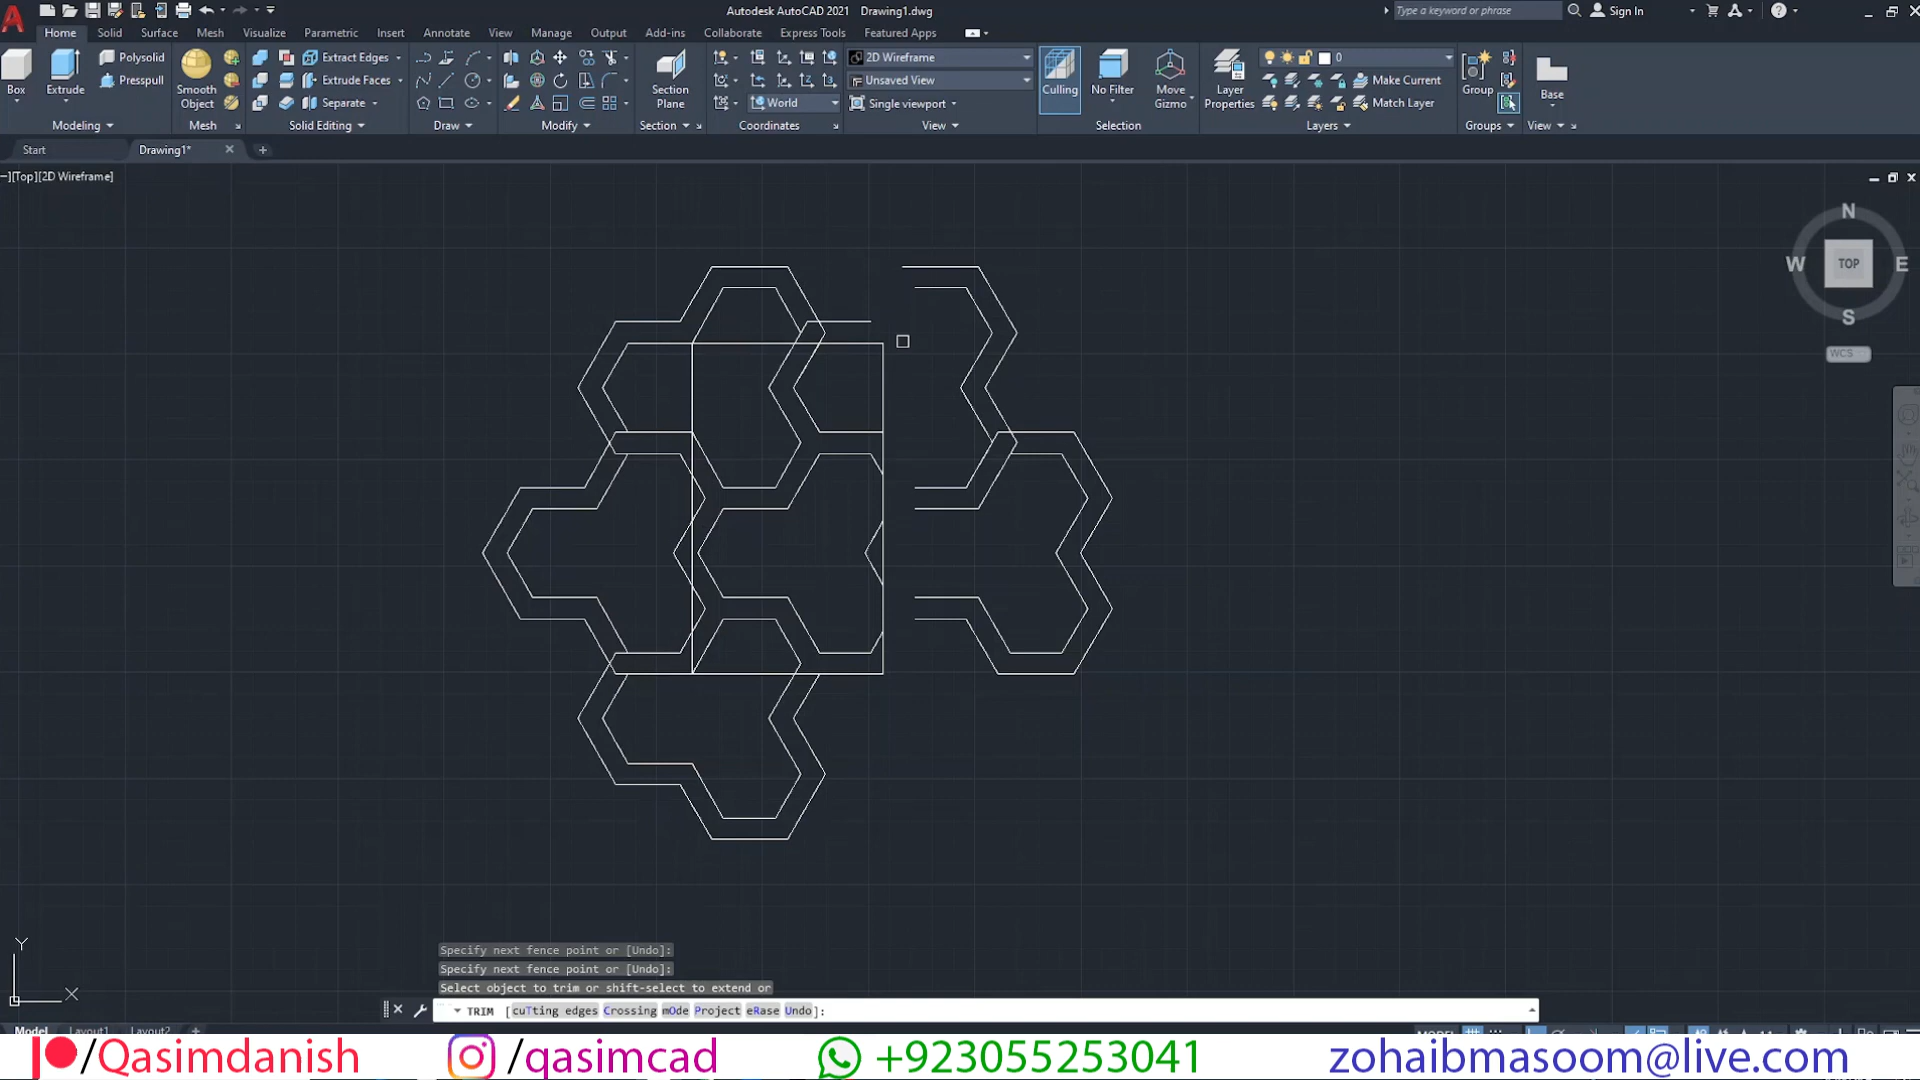 Autodesk AutoCAD 2021 Drawing1.dwg
Type a keyword or phrase
Sign In
Home Solid Surface Mesh Visualize Parametric Insert Annotate View Manage Output Add-ins Collaborate Express Tools Featured Apps
Box
Extrude
Polysolid
Presspull
Smooth Object
Extract Edges
Extrude Faces
Separate
Section Plane
World
2D Wireframe
Unsaved View
Single viewport
Culling
No Filter
Move Gizmo
Layer Properties
0
Make Current
Match Layer
Group
Base
Modeling Mesh Solid Editing Draw Modify Section Coordinates View Selection Layers Groups View
Start Drawing1*
[Top][2D Wireframe]
N
W TOP E
S
WCS
Y
X
Specify next fence point or [Undo]:
Specify next fence point or [Undo]:
Select object to trim or shift-select to extend or
TRIM [cuTting edges Crossing mOde Project eRase Undo]:
Model Layout1 Layout2 +
MODEL
/Qasimdanish /qasimcad +923055253041 zohaibmasoom@live.com